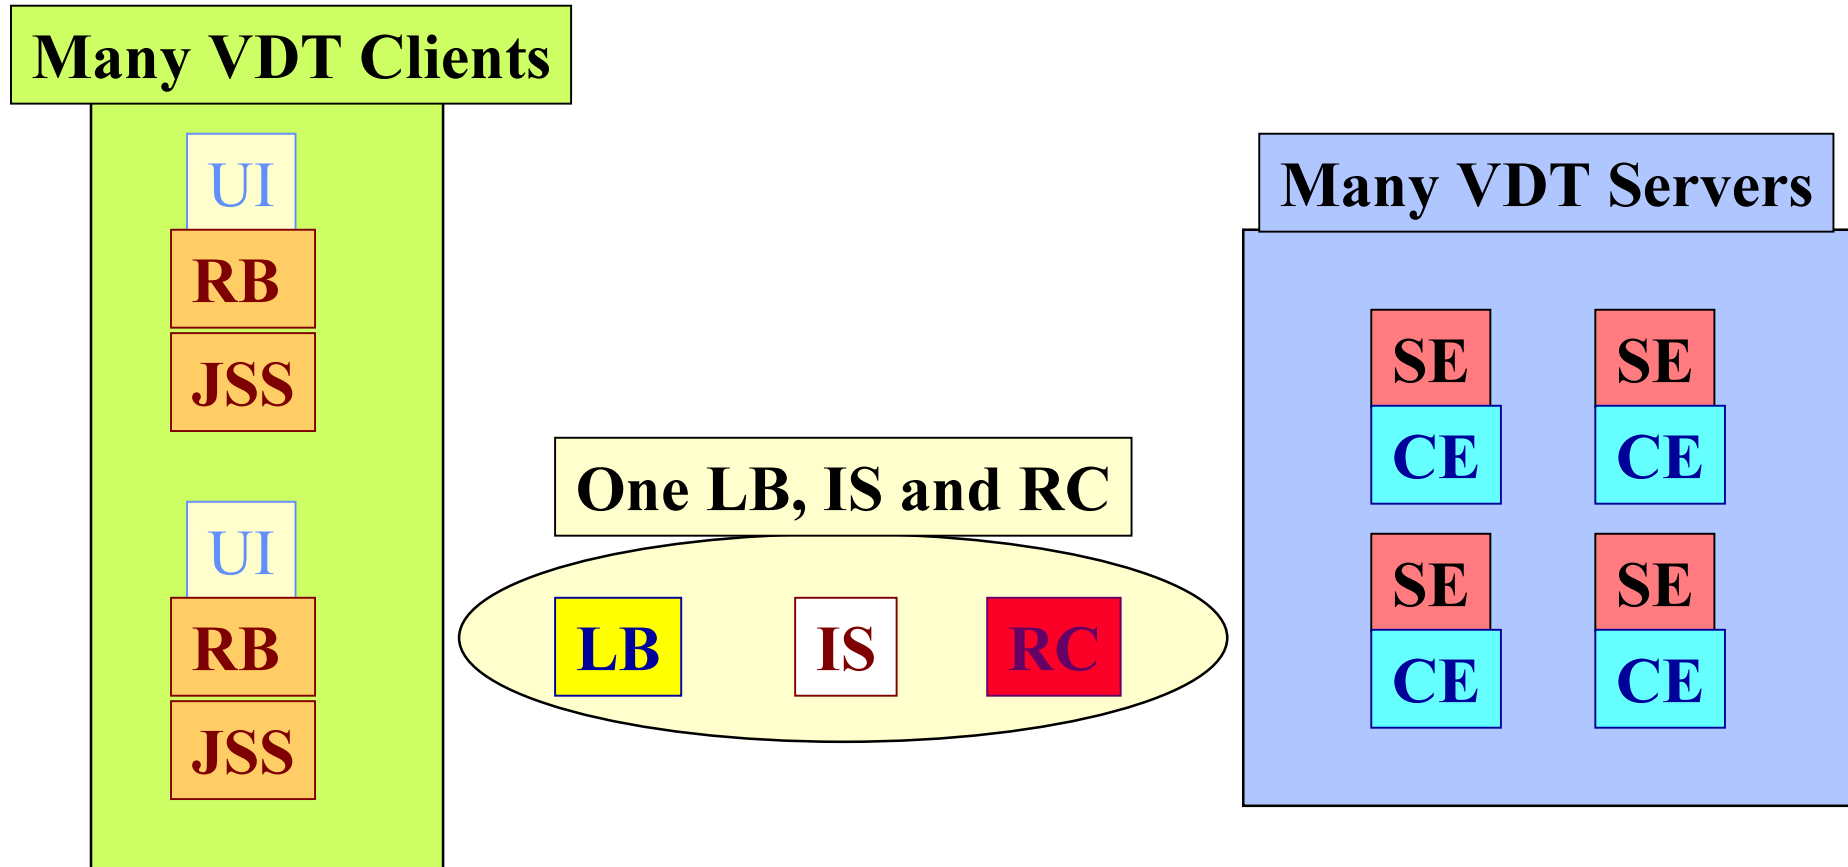 Many VDT Clients
UI
RB
JSS
UI
RB
JSS
One LB, IS and RC
LB IS RC
Many VDT Servers
SE SE
CE CE
SE SE
CE CE